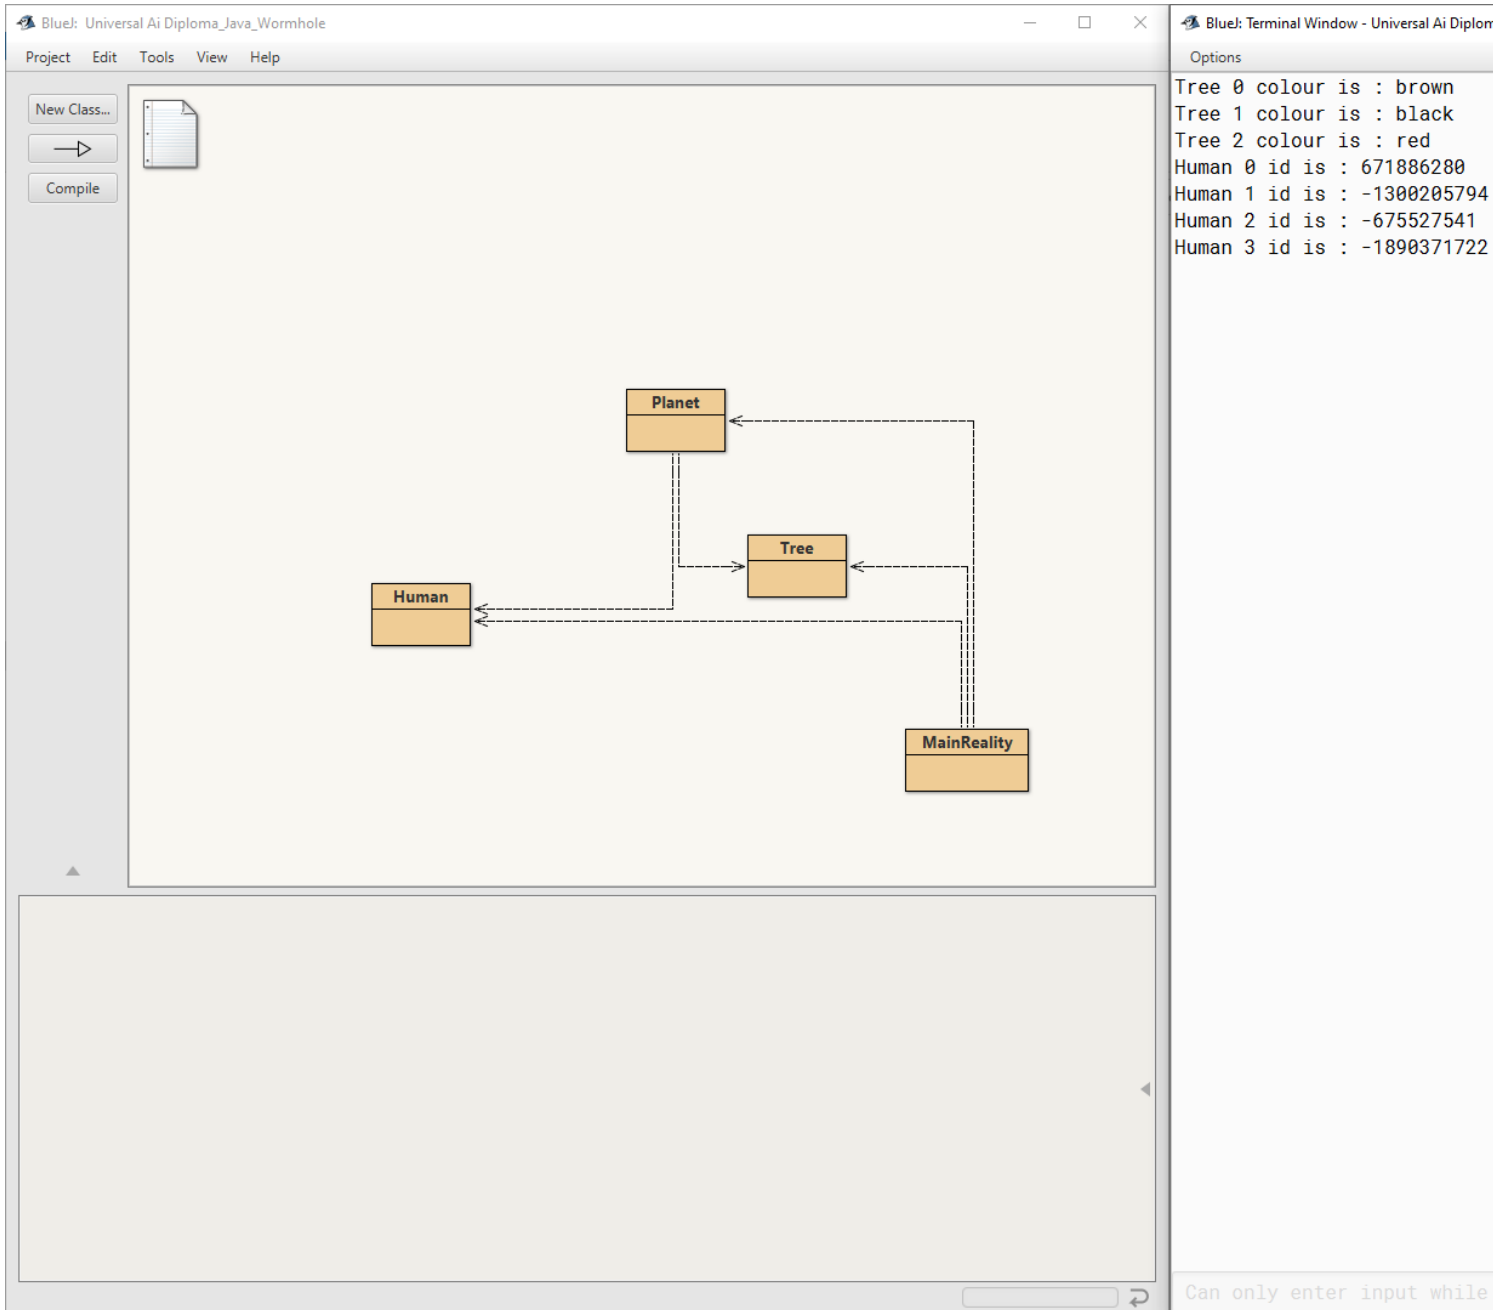 BlueJ: Universal Ai Diploma_Java_Wormhole
Project Edit Tools View Help
New Class...
Compile
Planet
Tree
Human
MainReality
BlueJ: Terminal Window - Universal Ai Diplom
Options
Tree 0 colour is : brown
Tree 1 colour is : black
Tree 2 colour is : red
Human 0 id is : 671886280
Human 1 id is : -1300205794
Human 2 id is : -675527541
Human 3 id is : -1890371722
Can only enter input while